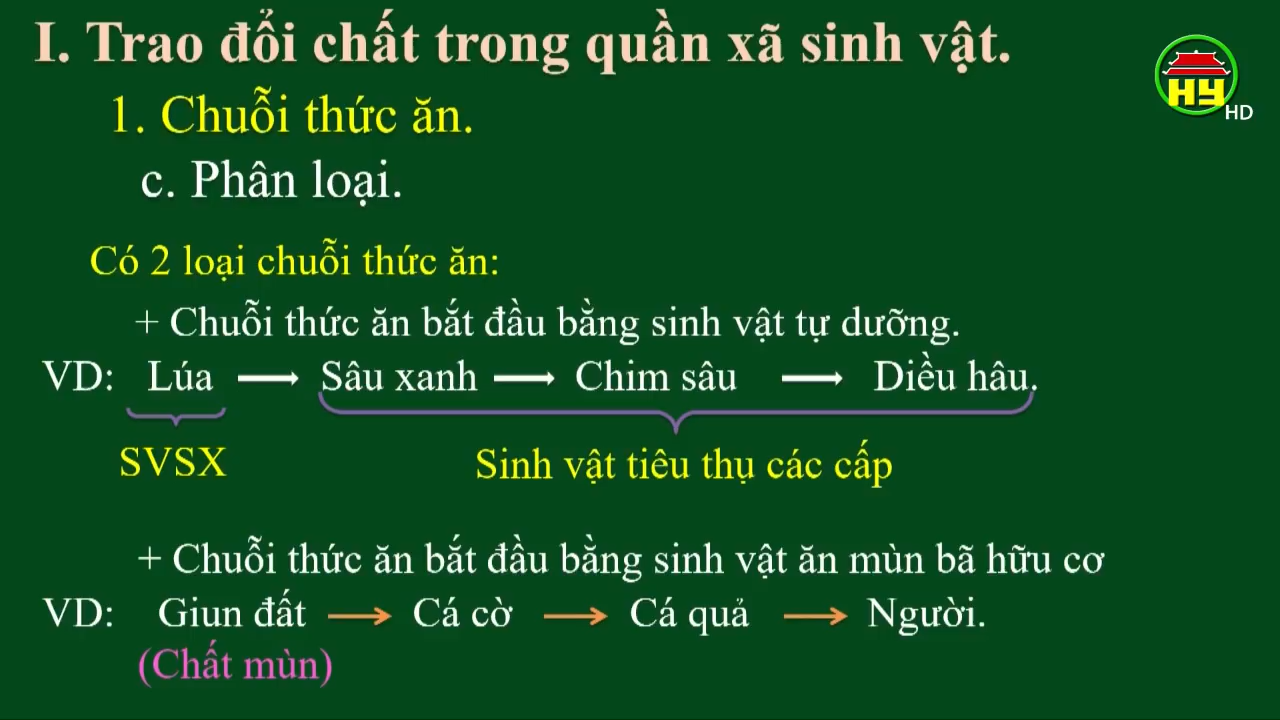 I. Trao đổi chất trong quần xã sinh vật.
HY
HD
1. Chuỗi thức ăn.
c. Phân loại.
Có 2 loại chuỗi thức ăn:
+ Chuỗi thức ăn bắt đầu bằng sinh vật tự dưỡng.
VD: Lúa ⟶ Sâu xanh ⟶ Chim sâu ⟶ Diều hâu.
SVSX Sinh vật tiêu thụ các cấp
+ Chuỗi thức ăn bắt đầu bằng sinh vật ăn mùn bã hữu cơ
VD: Giun đất ⟶ Cá cờ ⟶ Cá quả ⟶ Người.
(Chất mùn)